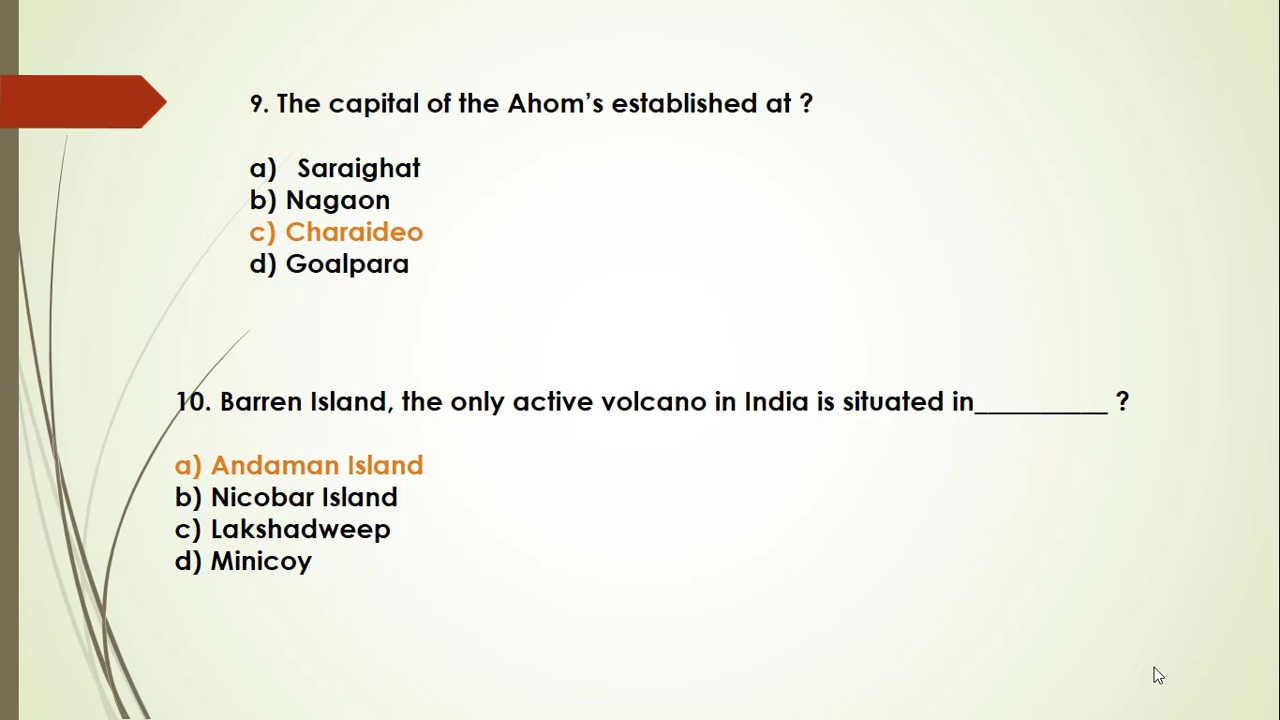 9. The capital of the Ahom’s established at ?
a) Saraighat
b) Nagaon
c) Charaideo
d) Goalpara
10. Barren Island, the only active volcano in India is situated in__________ ?
a) Andaman Island
b) Nicobar Island
c) Lakshadweep
d) Minicoy